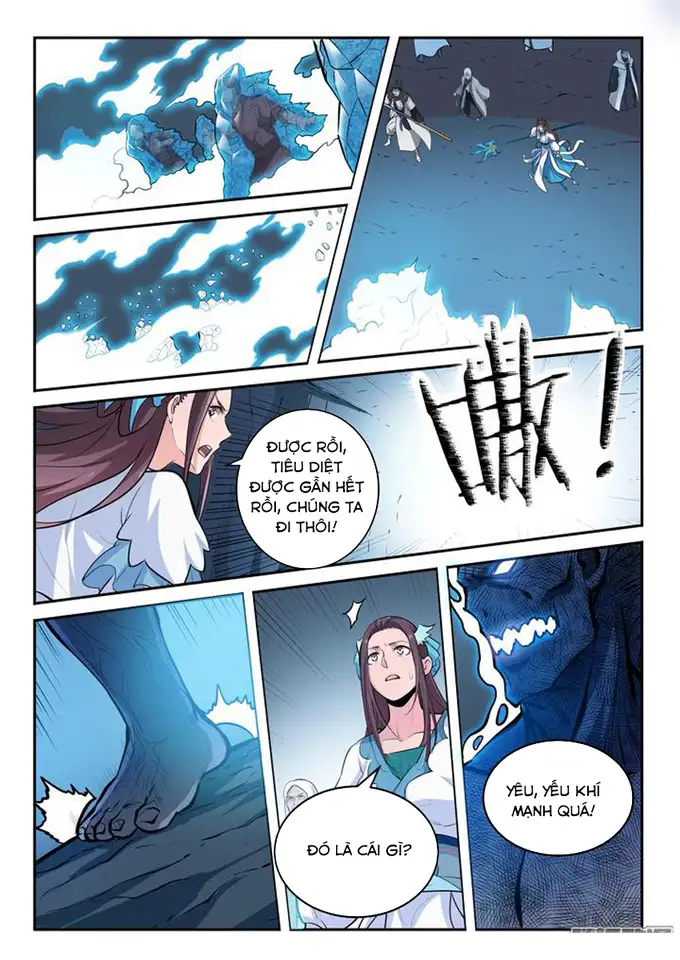 嗷!
ĐƯỢC RỒI,
TIÊU DIỆT
ĐƯỢC GẦN HẾT
RỒI, CHÚNG TA
ĐI THÔI!
YÊU, YẾU KHÍ
MẠNH QUÁ!
ĐÓ LÀ CÁI GÌ?